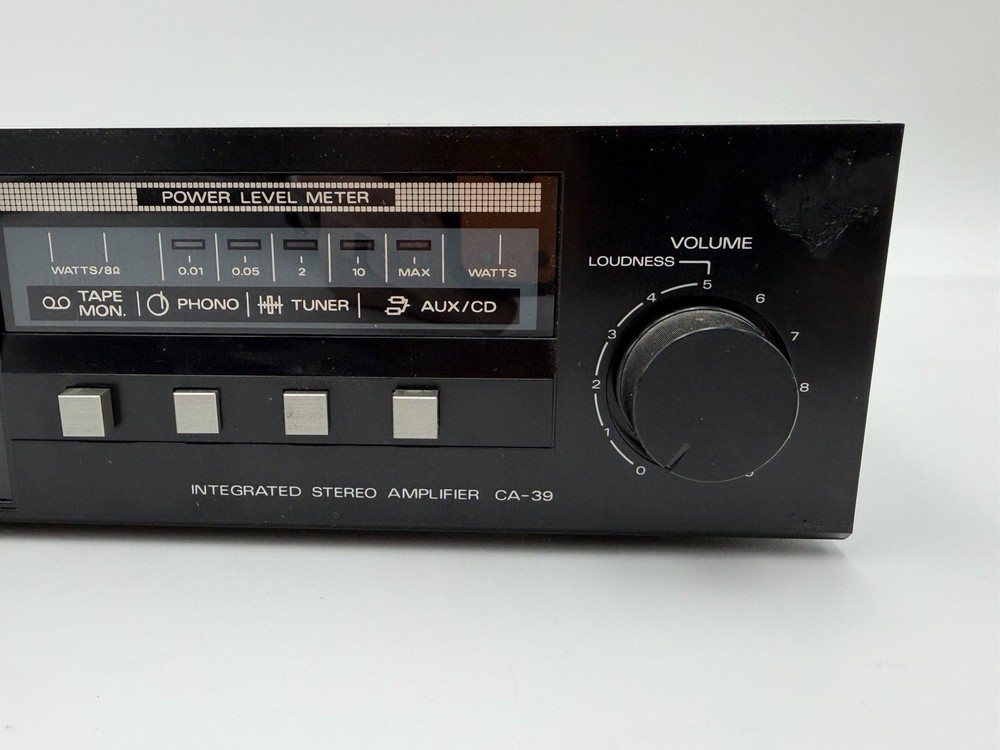 POWER LEVEL METER
WATTS/8Ω 0.01 0.05 2 10 MAX WATTS
TAPE MON. PHONO TUNER AUX/CD
INTEGRATED STEREO AMPLIFIER CA-39
VOLUME
LOUDNESS
0 1 2 3 4 5 6 7 8